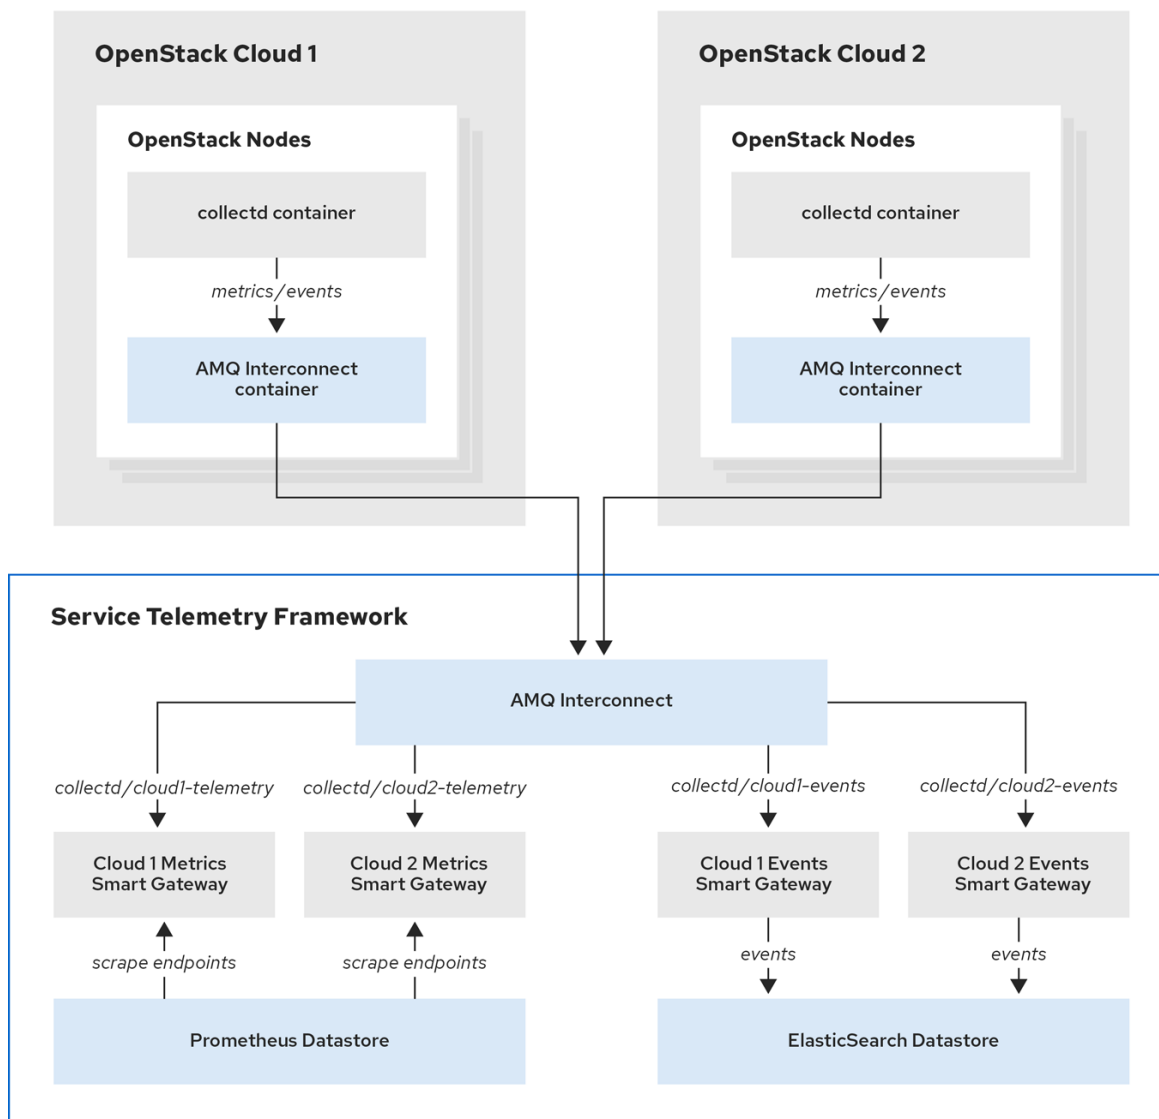 OpenStack Cloud 1
OpenStack Cloud 2
OpenStack Nodes
OpenStack Nodes
collectd container
collectd container
metrics/events
metrics/events
AMQ Interconnect
container
AMQ Interconnect
container
Service Telemetry Framework
AMQ Interconnect
collectd/cloud1-telemetry
collectd/cloud2-telemetry
collectd/cloud1-events
collectd/cloud2-events
Cloud 1 Metrics
Smart Gateway
Cloud 2 Metrics
Smart Gateway
Cloud 1 Events
Smart Gateway
Cloud 2 Events
Smart Gateway
scrape endpoints
scrape endpoints
events
events
Prometheus Datastore
ElasticSearch Datastore